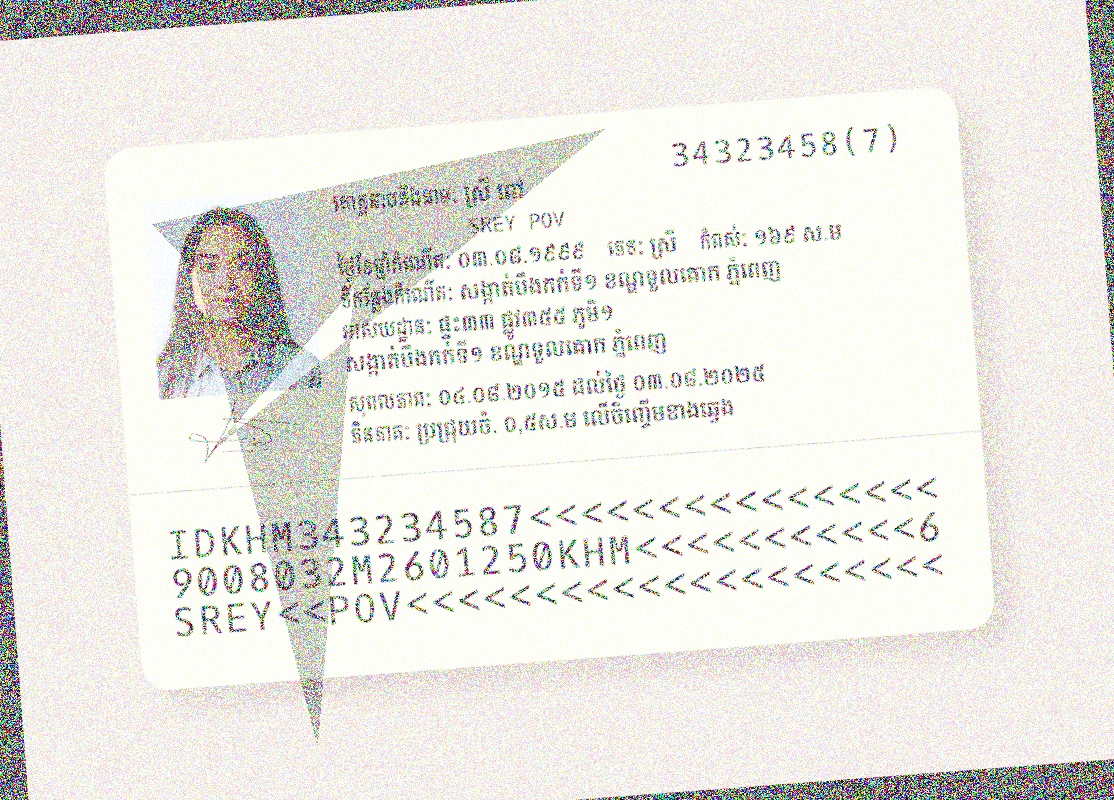 34323458(7)
គោត្តនាមនិងនាម: ស្រី ពៅ
SREY POV
ថ្ងៃខែឆ្នាំកំណើត: ០៣.០៨.១៩៩៩ ភេទ: ស្រី កំពស់: ១៦៩ ស.ម
ទីកន្លែងកំណើត: សង្កាត់បឹងកក់ទី១ ខណ្ឌទួលគោក ភ្នំពេញ
អាសយដ្ឋាន: ផ្ទះ៣៣ ផ្លូវ៣៥៥ ភូមិ១
សង្កាត់បឹងកក់ទី១ ខណ្ឌទួលគោក ភ្នំពេញ
សុពលភាព: ០៤.០៨.២០១៥ ដល់ថ្ងៃ ០៣.០៨.២០២៥
ភិនភាគ: ប្រជ្រុយចំ. ០,៥ស.ម លើចិញ្ចើមខាងឆ្វេង
IDKHM343234587<<<<<<<<<<<<<<<<
9008032M2601250KHM<<<<<<<<<<<6
SREY<<POV<<<<<<<<<<<<<<<<<<<<<